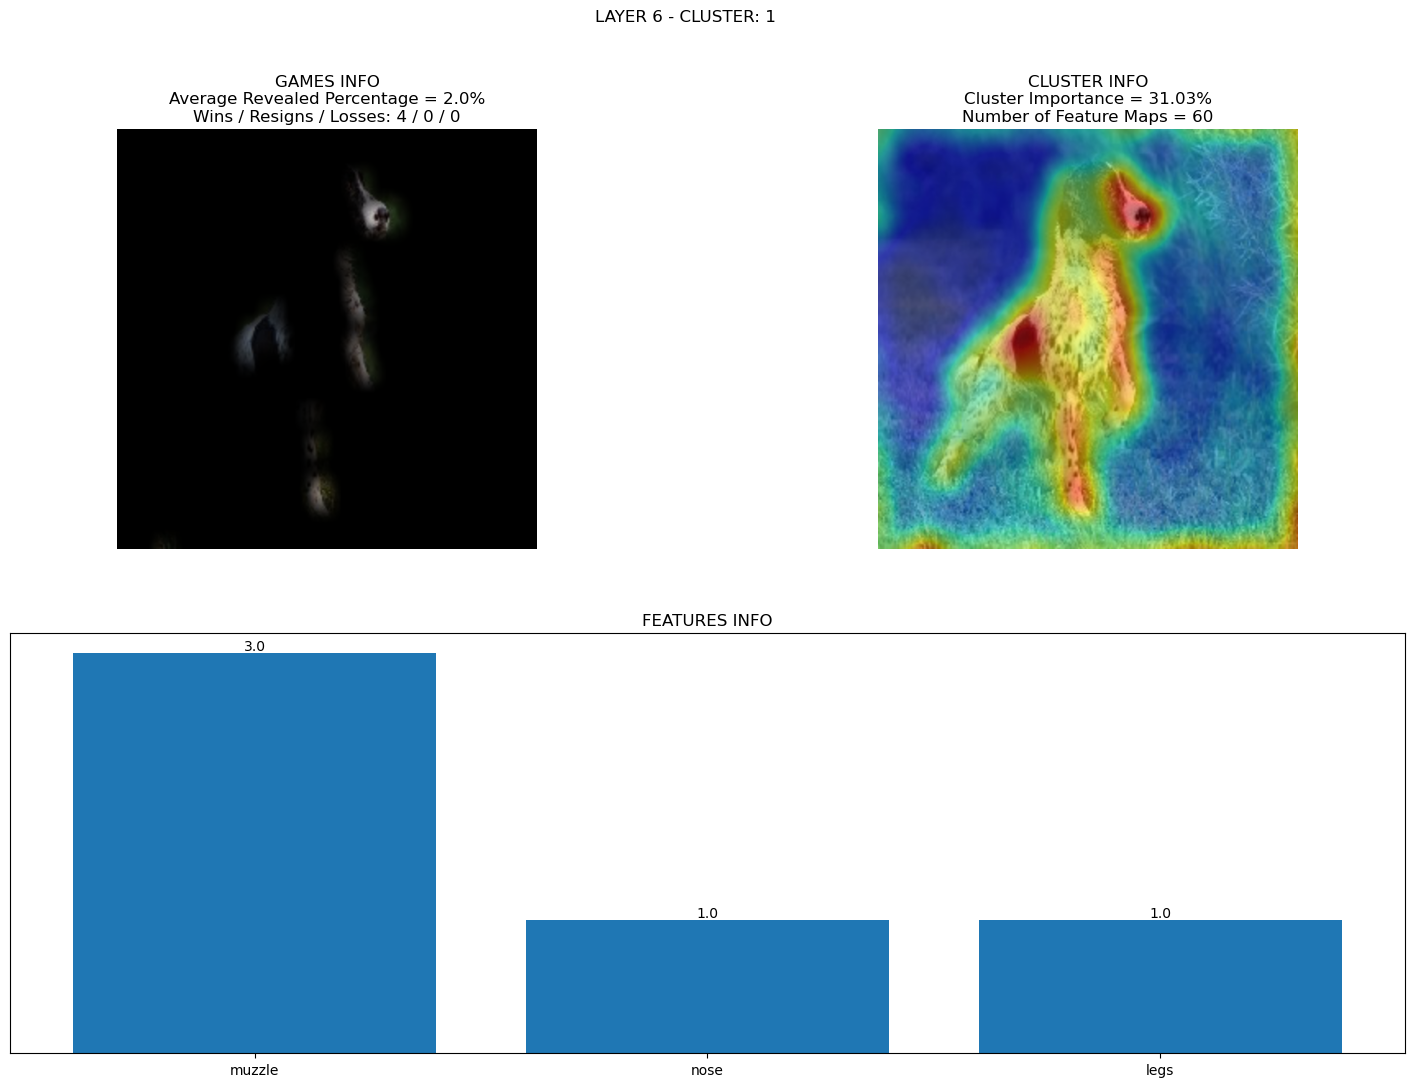 LAYER 6 - CLUSTER: 1
GAMES INFO
Average Revealed Percentage = 2.0%
Wins / Resigns / Losses: 4 / 0 / 0
CLUSTER INFO
Cluster Importance = 31.03%
Number of Feature Maps = 60
FEATURES INFO
3.0
1.0
1.0
muzzle
nose
legs